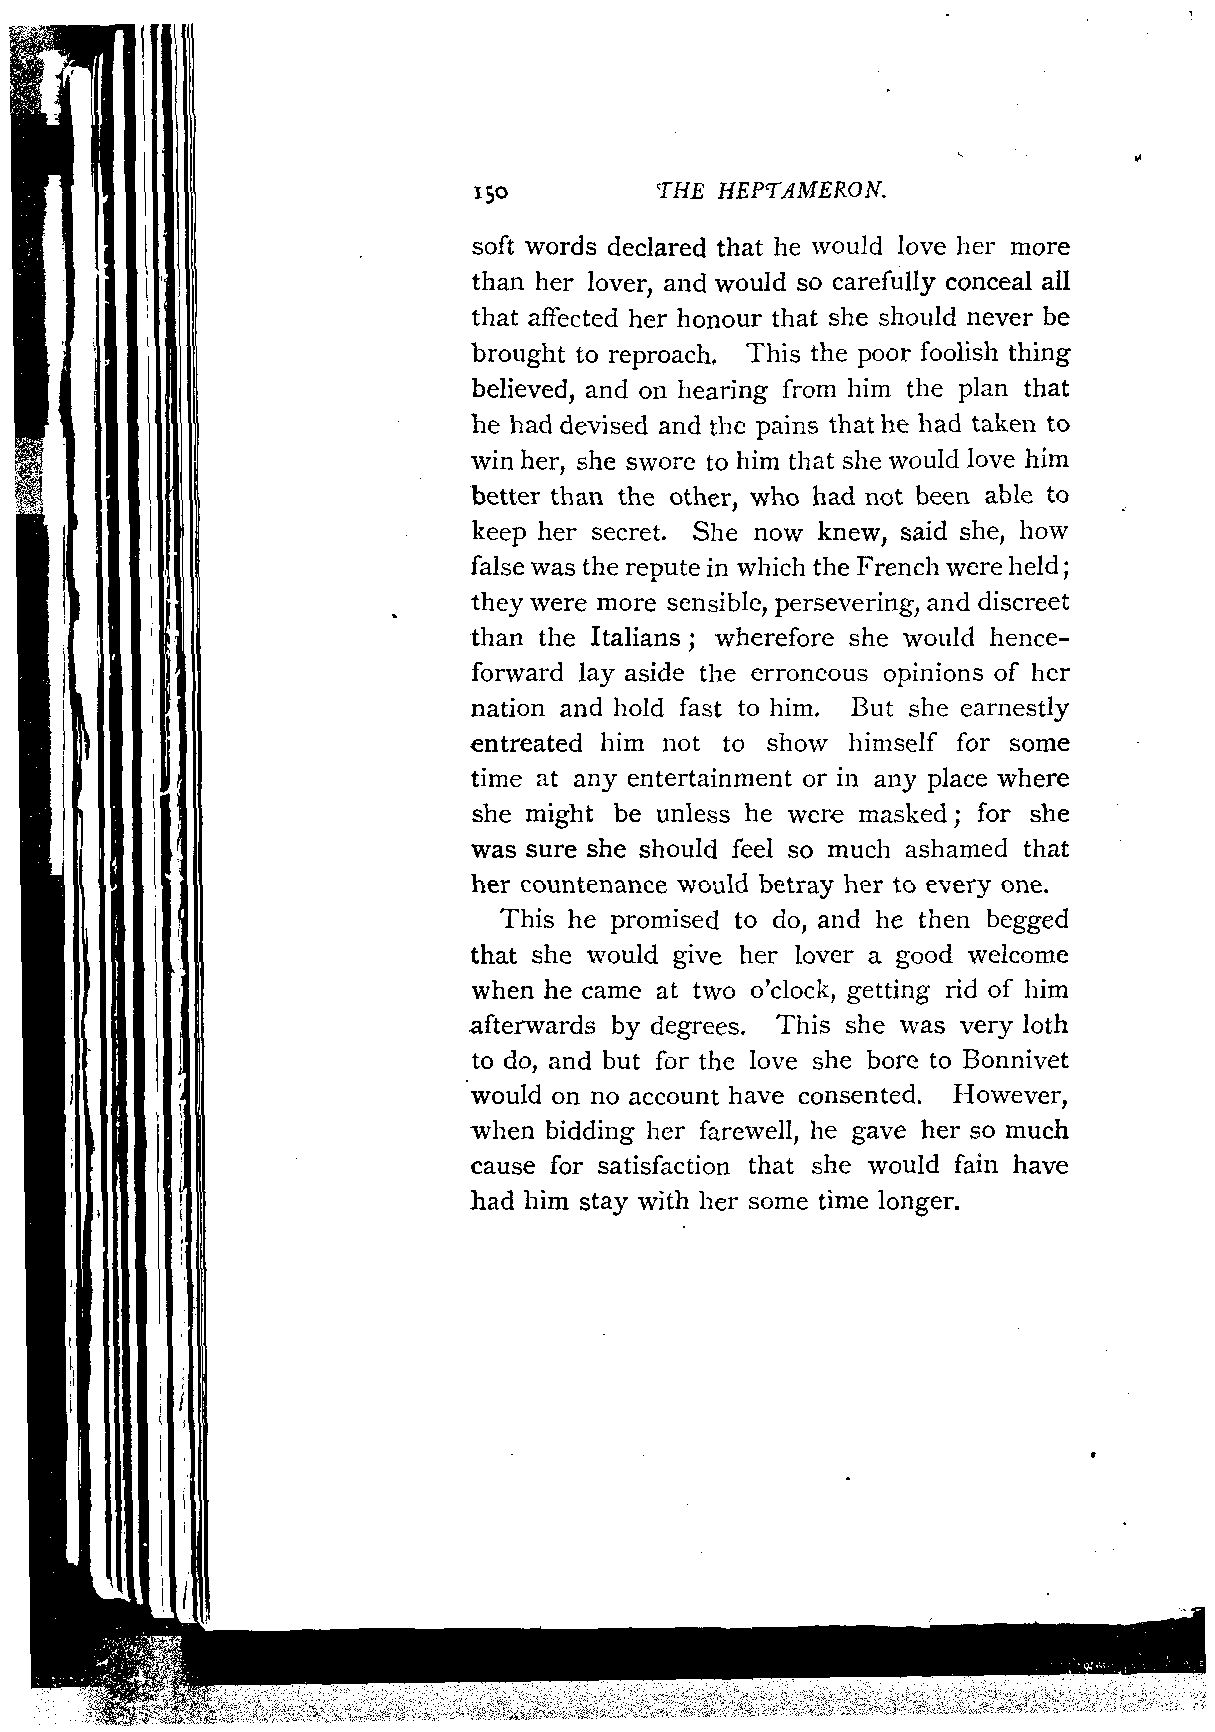 150 THE HEPTAMERON.
soft words declared that he would love her more
than her lover, and would so carefully conceal all
that affected her honour that she should never be
brought to reproach. This the poor foolish thing
believed, and on hearing from him the plan that
he had devised and the pains that he had taken to
win her, she swore to him that she would love him
better than the other, who had not been able to
keep her secret. She now knew, said she, how
false was the repute in which the French were held;
they were more sensible, persevering, and discreet
than the Italians; wherefore she would hence-
forward lay aside the erroneous opinions of her
nation and hold fast to him. But she earnestly
entreated him not to show himself for some
time at any entertainment or in any place where
she might be unless he were masked; for she
was sure she should feel so much ashamed that
her countenance would betray her to every one.
This he promised to do, and he then begged
that she would give her lover a good welcome
when he came at two o'clock, getting rid of him
afterwards by degrees. This she was very loth
to do, and but for the love she bore to Bonnivet
would on no account have consented. However,
when bidding her farewell, he gave her so much
cause for satisfaction that she would fain have
had him stay with her some time longer.